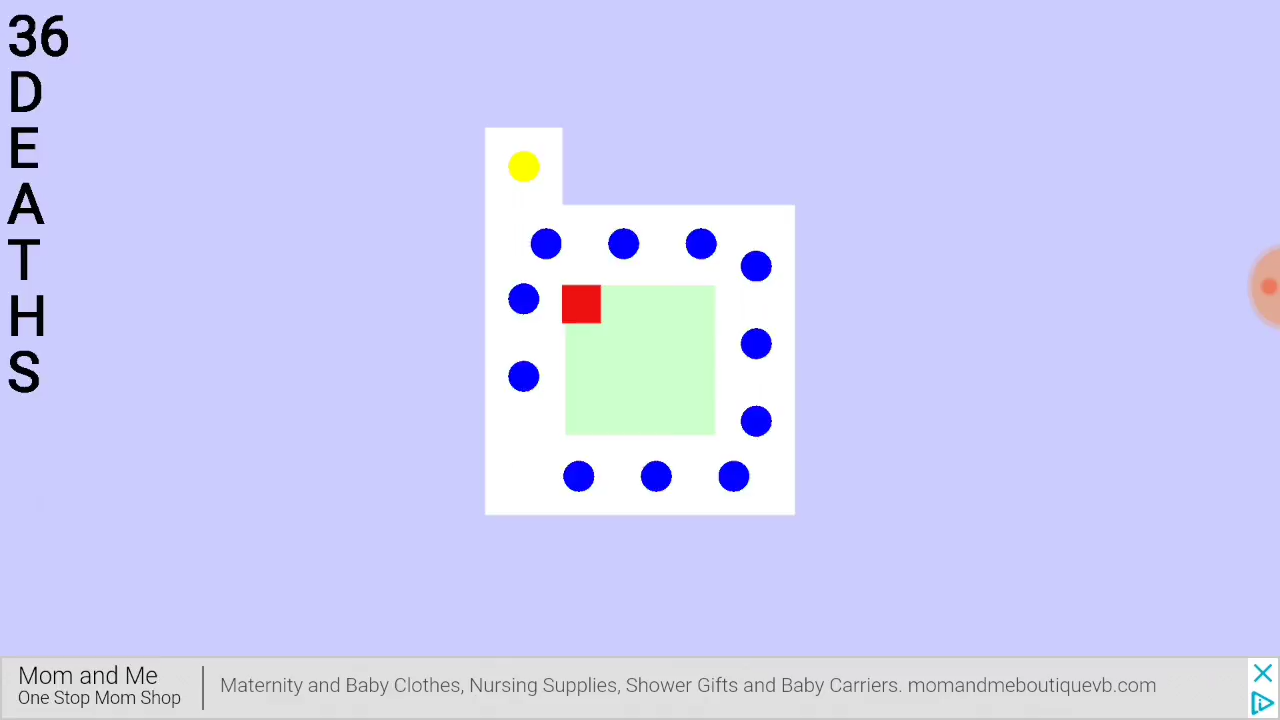 36
D
E
A
T
H
S
Mom and Me
One Stop Mom Shop
Maternity and Baby Clothes, Nursing Supplies, Shower Gifts and Baby Carriers. momandmeboutiquevb.com